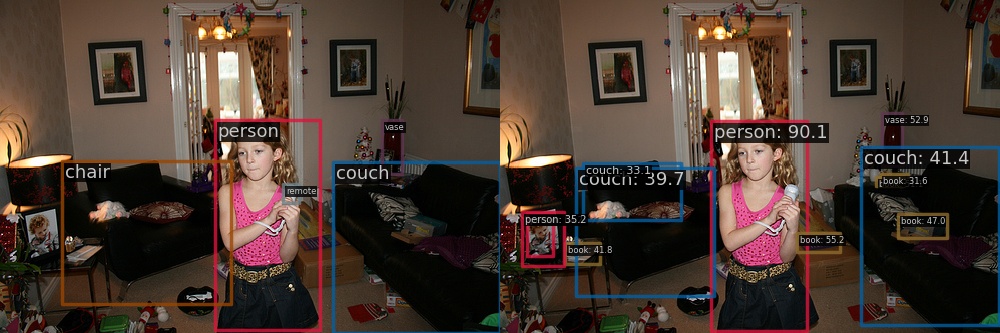 person
vase
chair
couch
remote
person: 90.1
vase: 52.9
couch: 33.1
couch: 39.7
couch: 41.4
book: 31.6
person: 35.2
book: 47.0
book: 55.2
book: 41.8